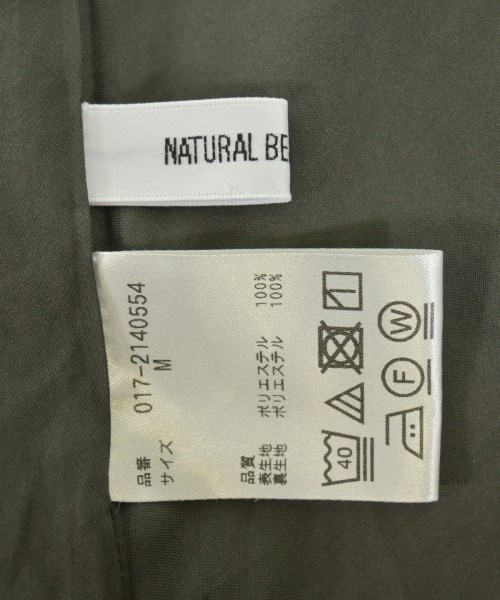 NATURAL BE
品番 017-2140554
サイズ M
品質
表生地 ポリエステル 100%
裏生地 ポリエステル 100%
40
F
W